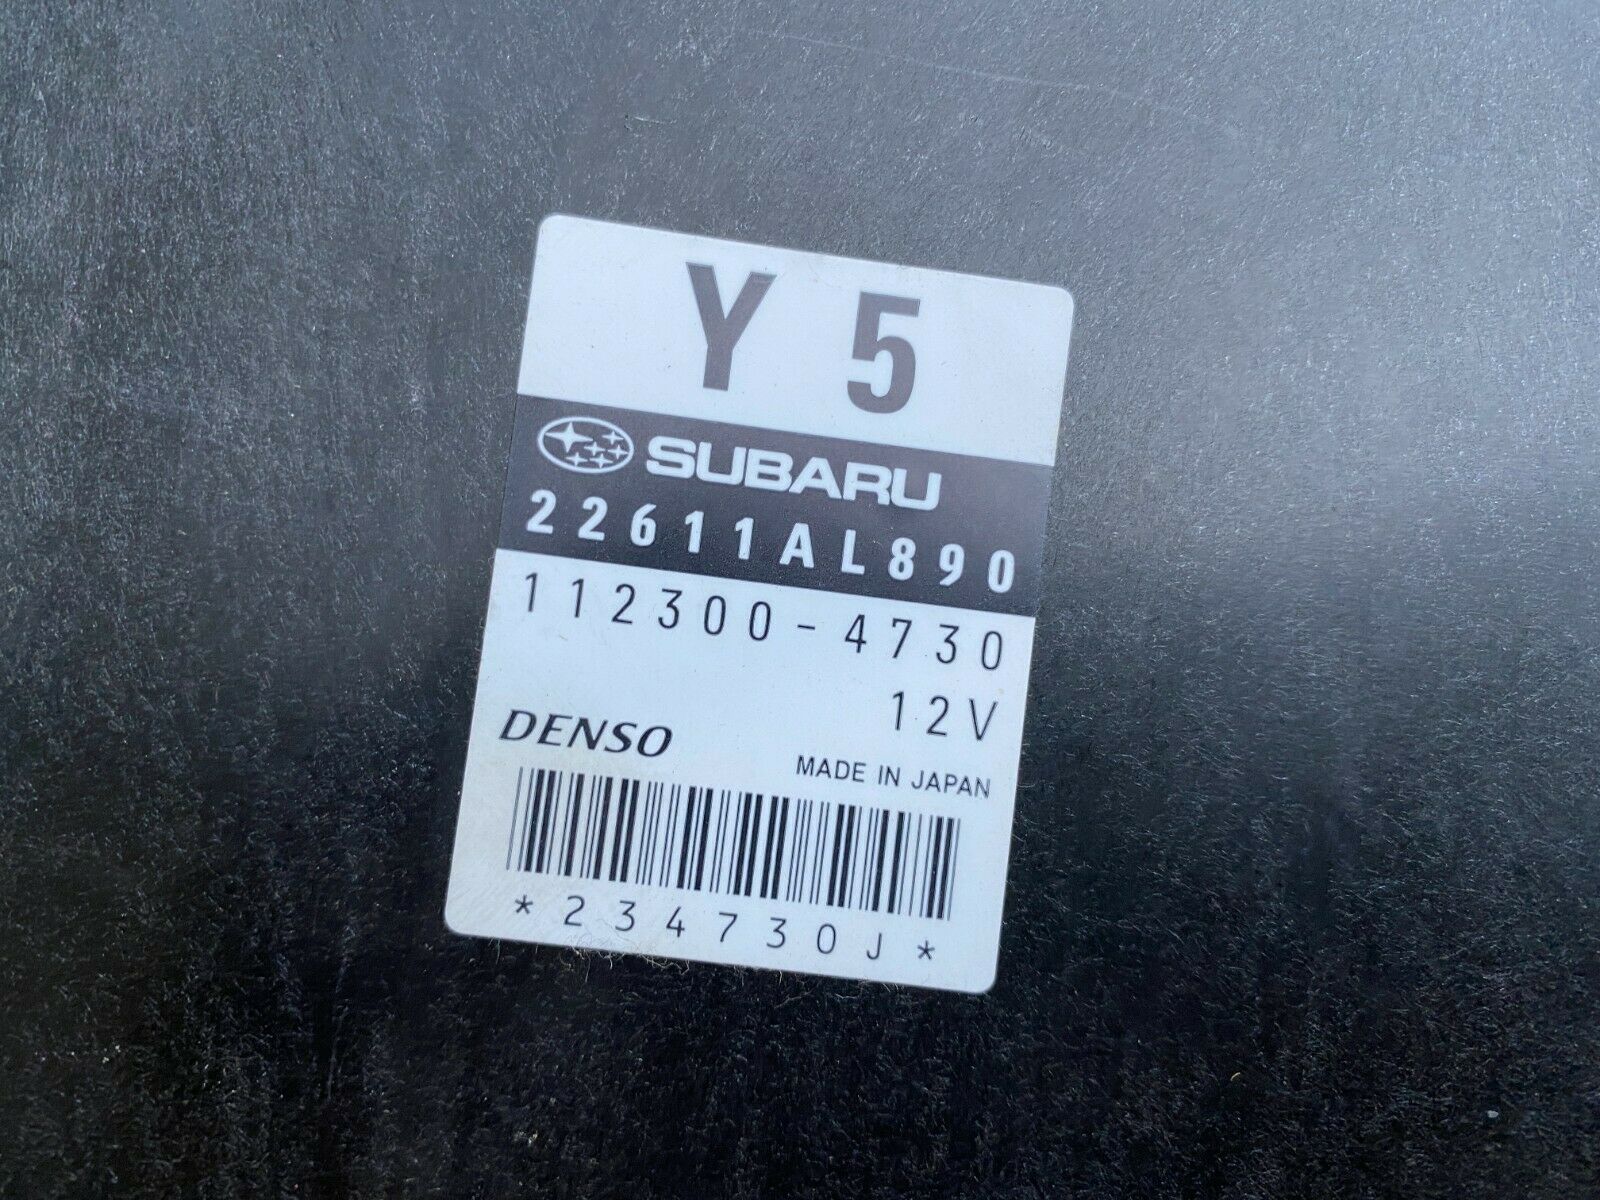 Y 5
SUBARU
22611AL890
112300-4730
12V
DENSO
MADE IN JAPAN
*234730J*